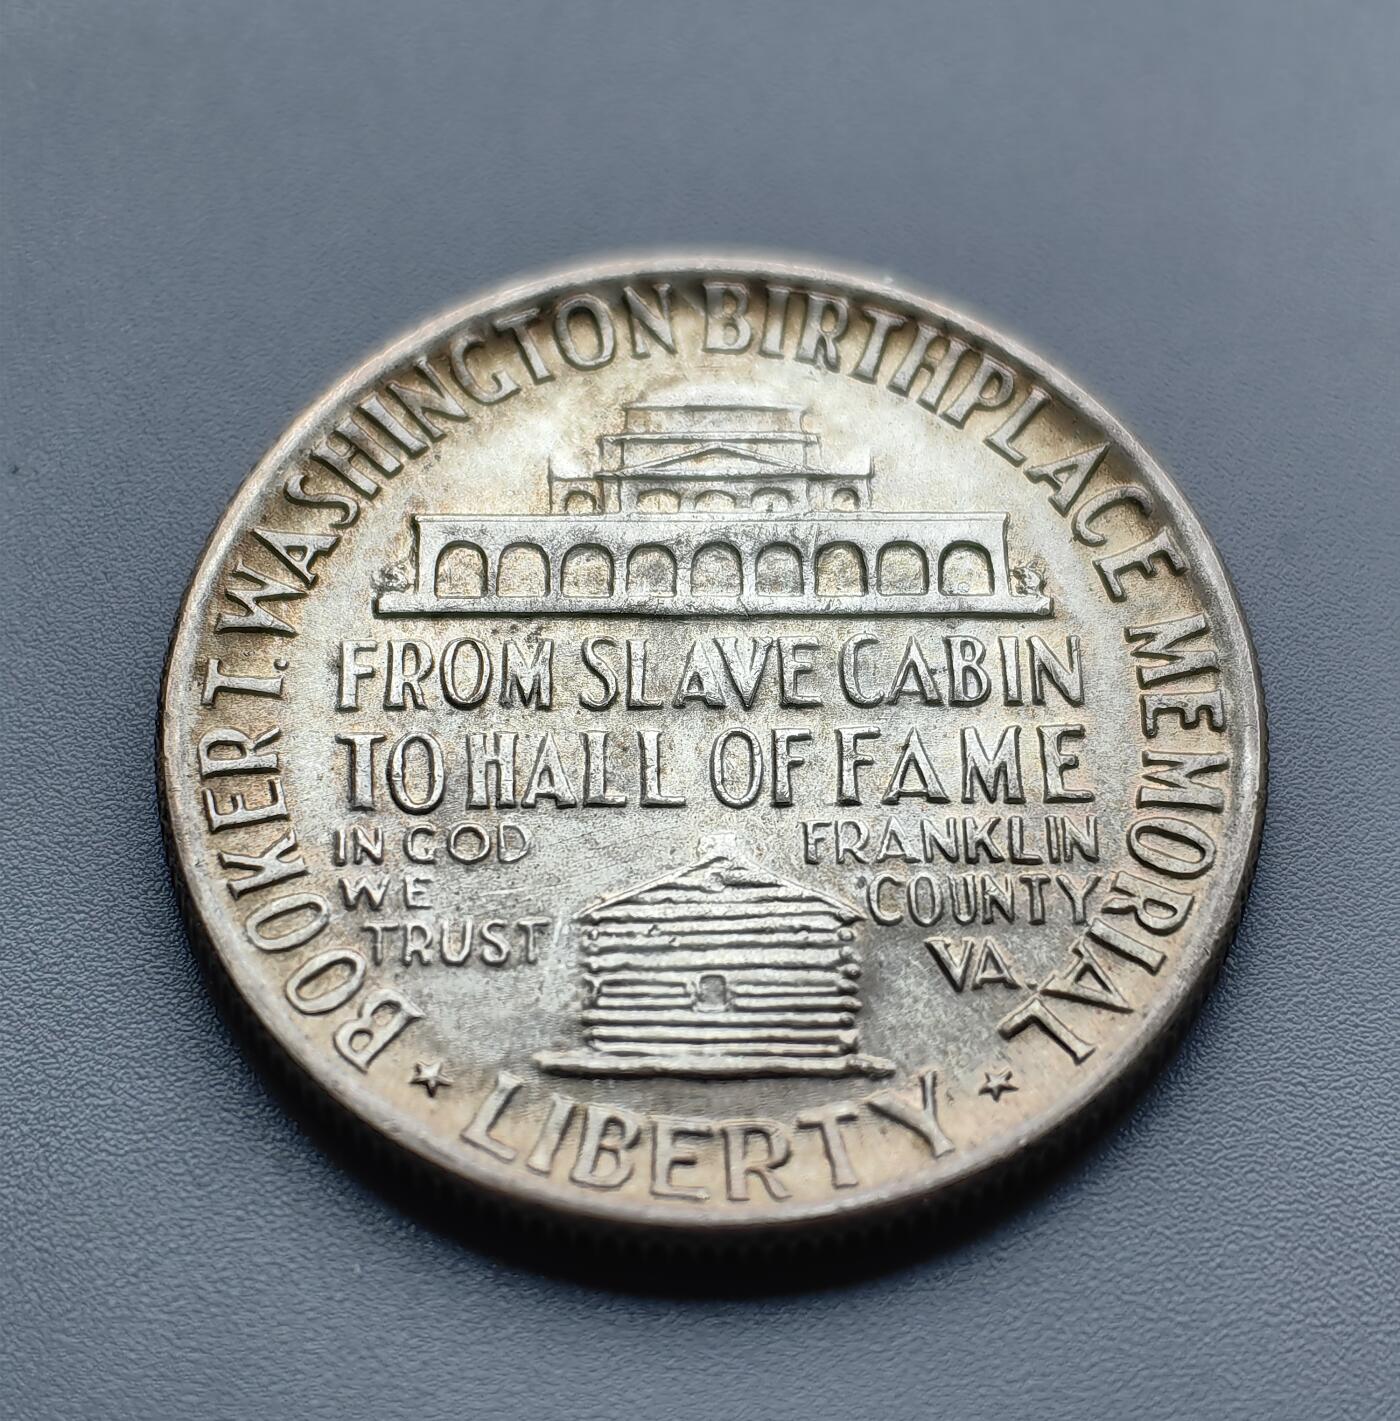 BOOKER T. WASHINGTON BIRTHPLACE MEMORIAL
FROM SLAVE CABIN
TO HALL OF FAME
IN GOD
WE
TRUST
FRANKLIN
COUNTY
VA.
LIBERTY